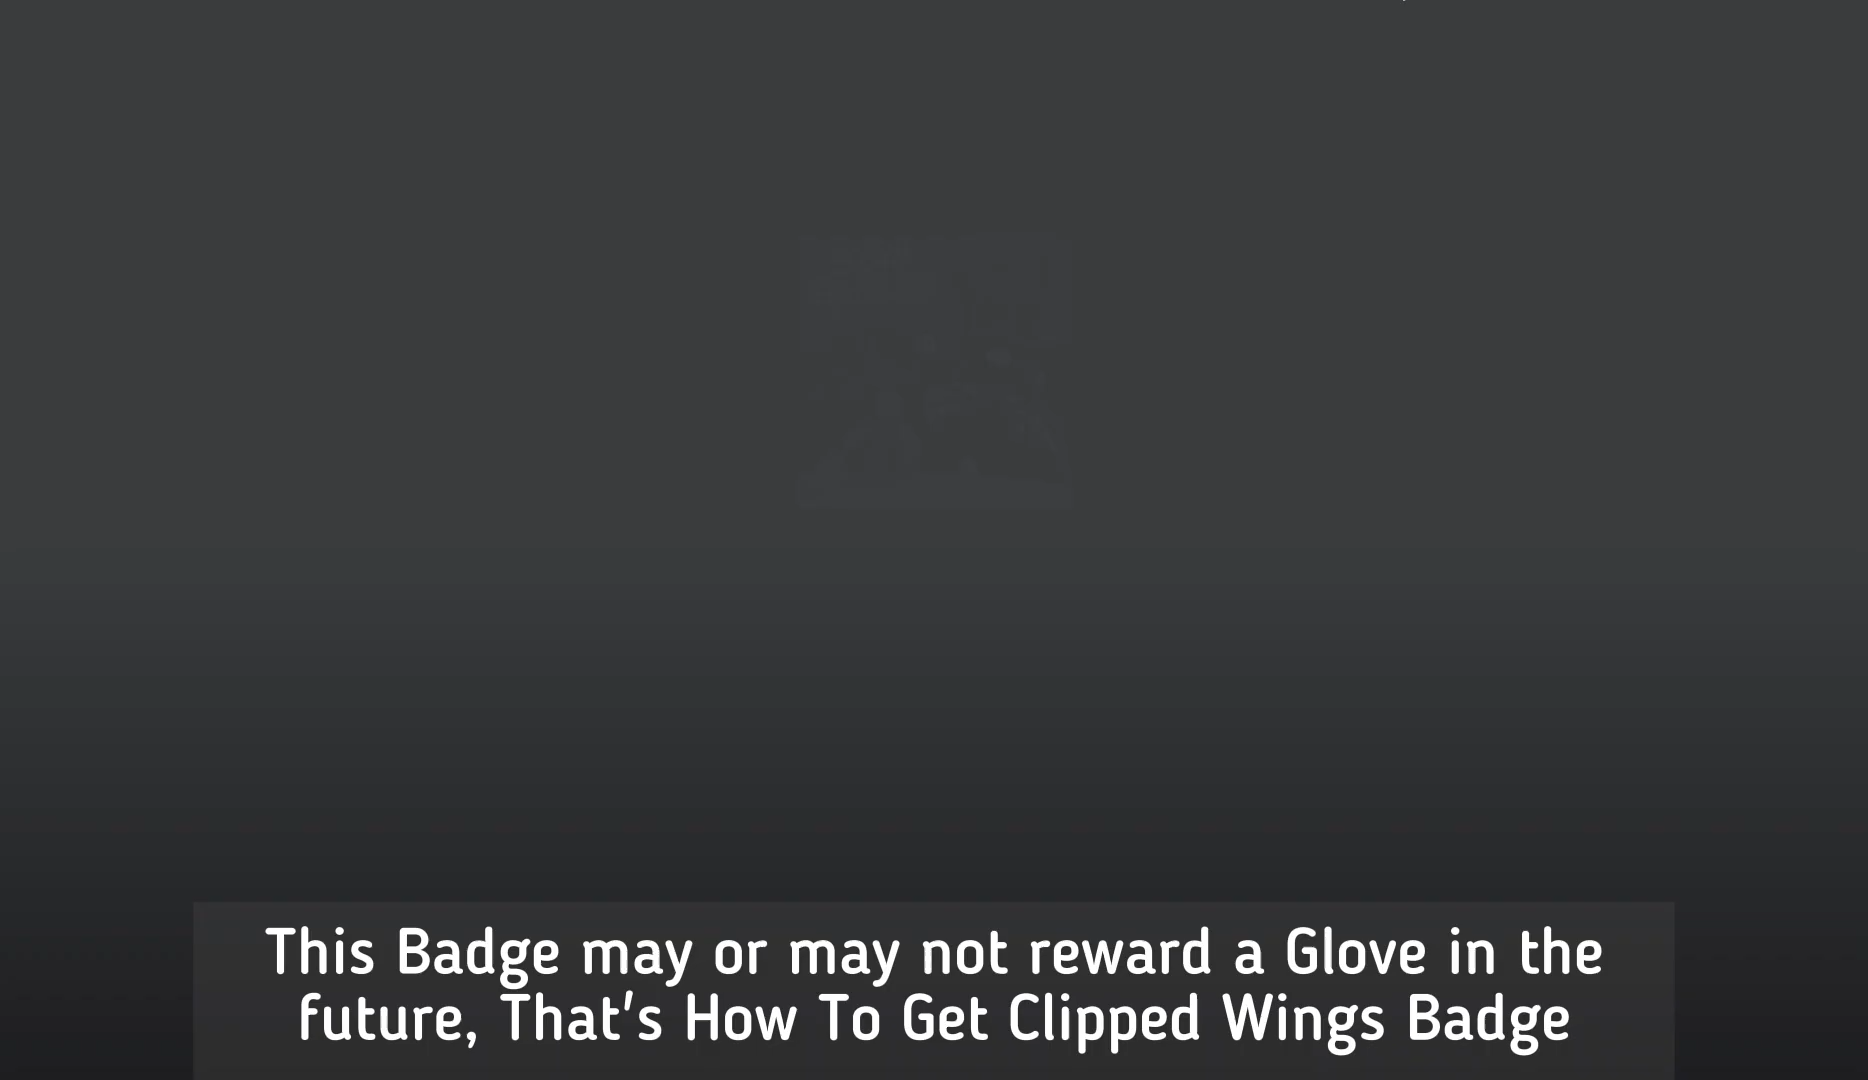 This Badge may or may not reward a Glove in the
future, That's How To Get Clipped Wings Badge